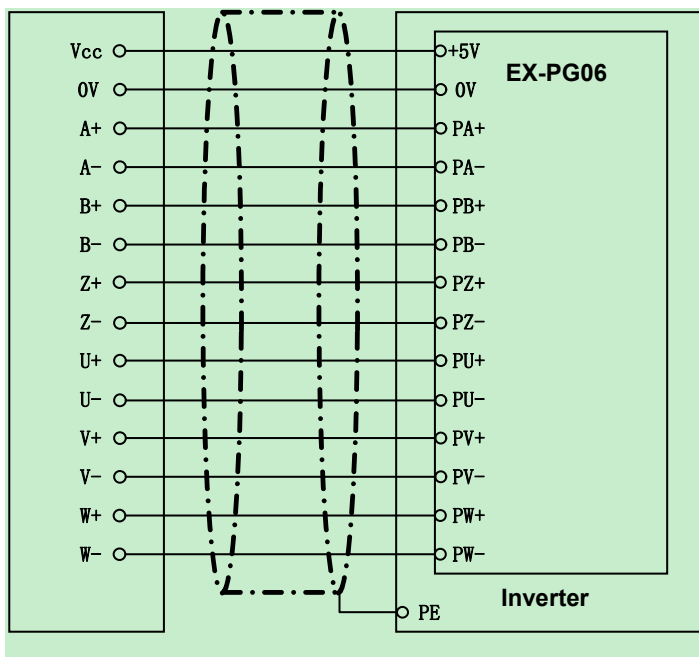 Vcc +5V
EX-PG06
0V 0V
A+ PA+
A- PA-
B+ PB+
B- PB-
Z+ PZ+
Z- PZ-
U+ PU+
U- PU-
V+ PV+
V- PV-
W+ PW+
W- PW-
Inverter
PE